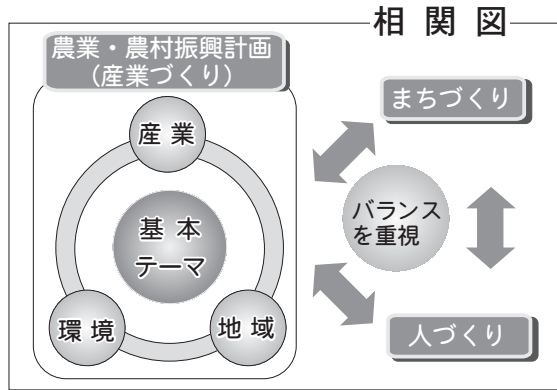 相関図
農業・農村振興計画
(産業づくり)
産業
基本
テーマ
環境
地域
まちづくり
バランス
を重視
人づくり